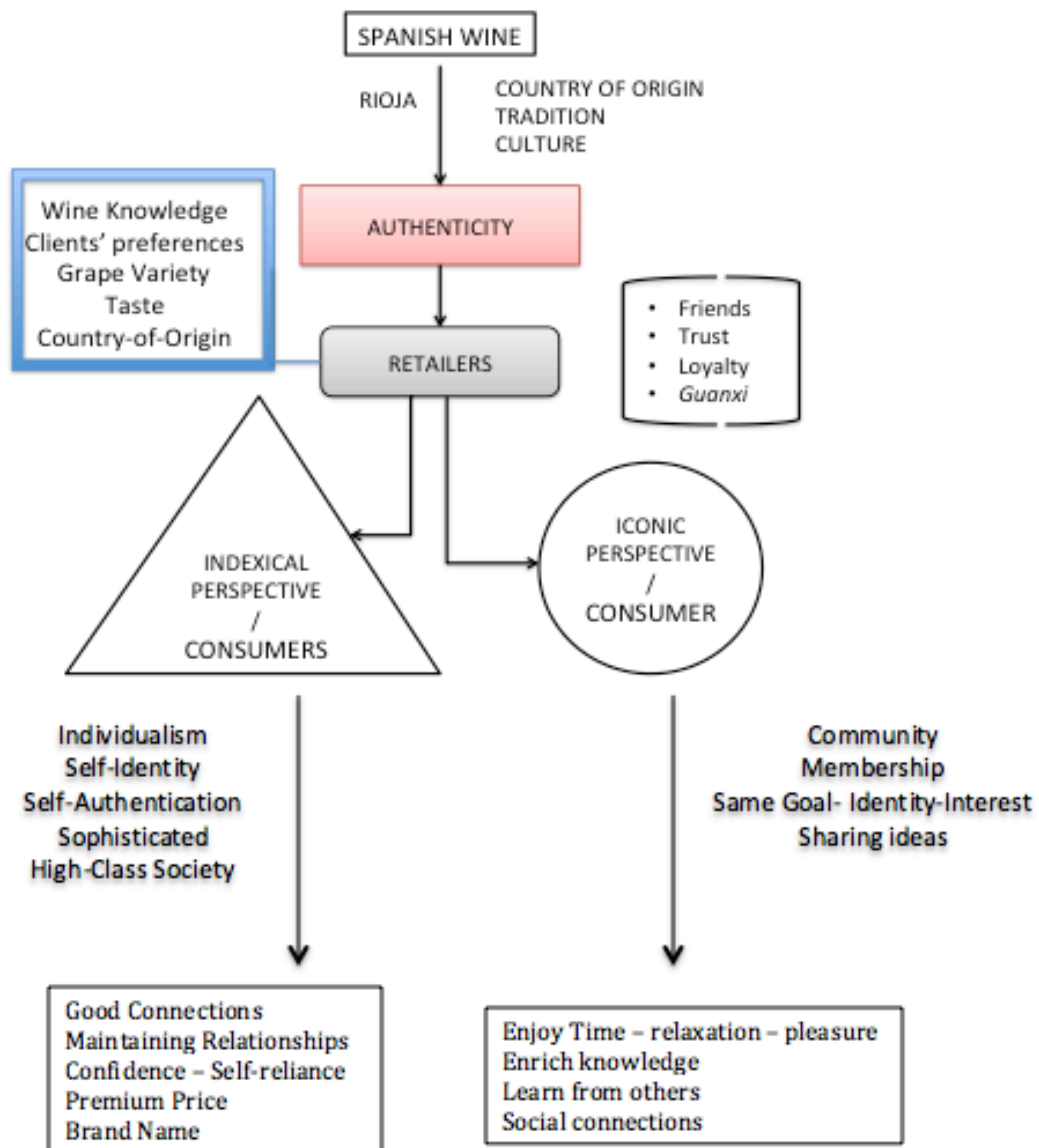 SPANISH WINE
RIOJA
COUNTRY OF ORIGIN
TRADITION
CULTURE
AUTHENTICITY
Wine Knowledge
Clients' preferences
Grape Variety
Taste
Country-of-Origin
RETAILERS
• Friends
• Trust
• Loyalty
• Guanxi
INDEXICAL
PERSPECTIVE
/
CONSUMERS
ICONIC
PERSPECTIVE
/
CONSUMER
Individualism
Self-Identity
Self-Authentication
Sophisticated
High-Class Society
Community
Membership
Same Goal- Identity-Interest
Sharing ideas
Good Connections
Maintaining Relationships
Confidence – Self-reliance
Premium Price
Brand Name
Enjoy Time – relaxation – pleasure
Enrich knowledge
Learn from others
Social connections